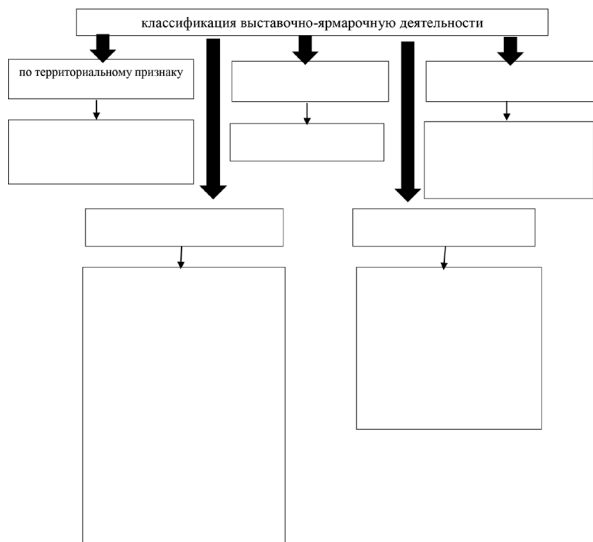 классификация выставочно-ярмарочную деятельности
по территориальному признаку